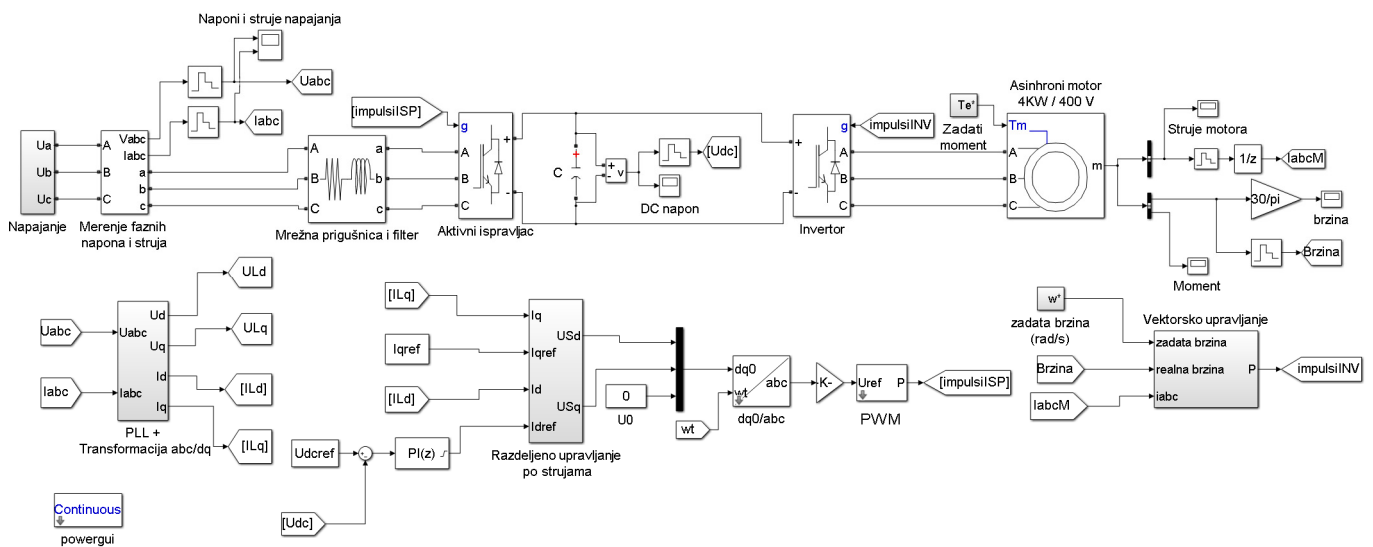 Naponi i struje napajanja
Uabc
Iabc
Ua
Ub
Uc
Napajanje
A
B
C
Vabc
Iabc
a
b
c
Merenje faznih
napona i struja
A
B
C
a
b
c
Mrežna prigušnica i filter
[impulsiISP]
g
A
B
C
+
-
Aktivni ispravljac
C
+
+
-
v
[Udc]
DC napon
+
-
g
A
B
C
Invertor
impulsiINV
Te*
Zadati
moment
Asinhroni motor
4KW / 400 V
Tm
A
B
C
m
Struje motora
1/z
IabcM
30/pi
brzina
Brzina
Moment
Uabc
Iabc
Uabc
Iabc
Ud
Uq
Id
Iq
PLL +
Transformacija abc/dq
ULd
ULq
[ILd]
[ILq]
[ILq]
Iqref
[ILd]
Udcref
PI(z)
[Udc]
Iq
Iqref
Id
Idref
USd
USq
Razdeljeno upravljanje
po strujama
0
U0
wt
dq0
wt
abc
dq0/abc
K-
Uref
P
PWM
[impulsiISP]
w*
zadata brzina
(rad/s)
Brzina
IabcM
Vektorsko upravljanje
zadata brzina
realna brzina
iabc
P
impulsiINV
Continuous
powergui